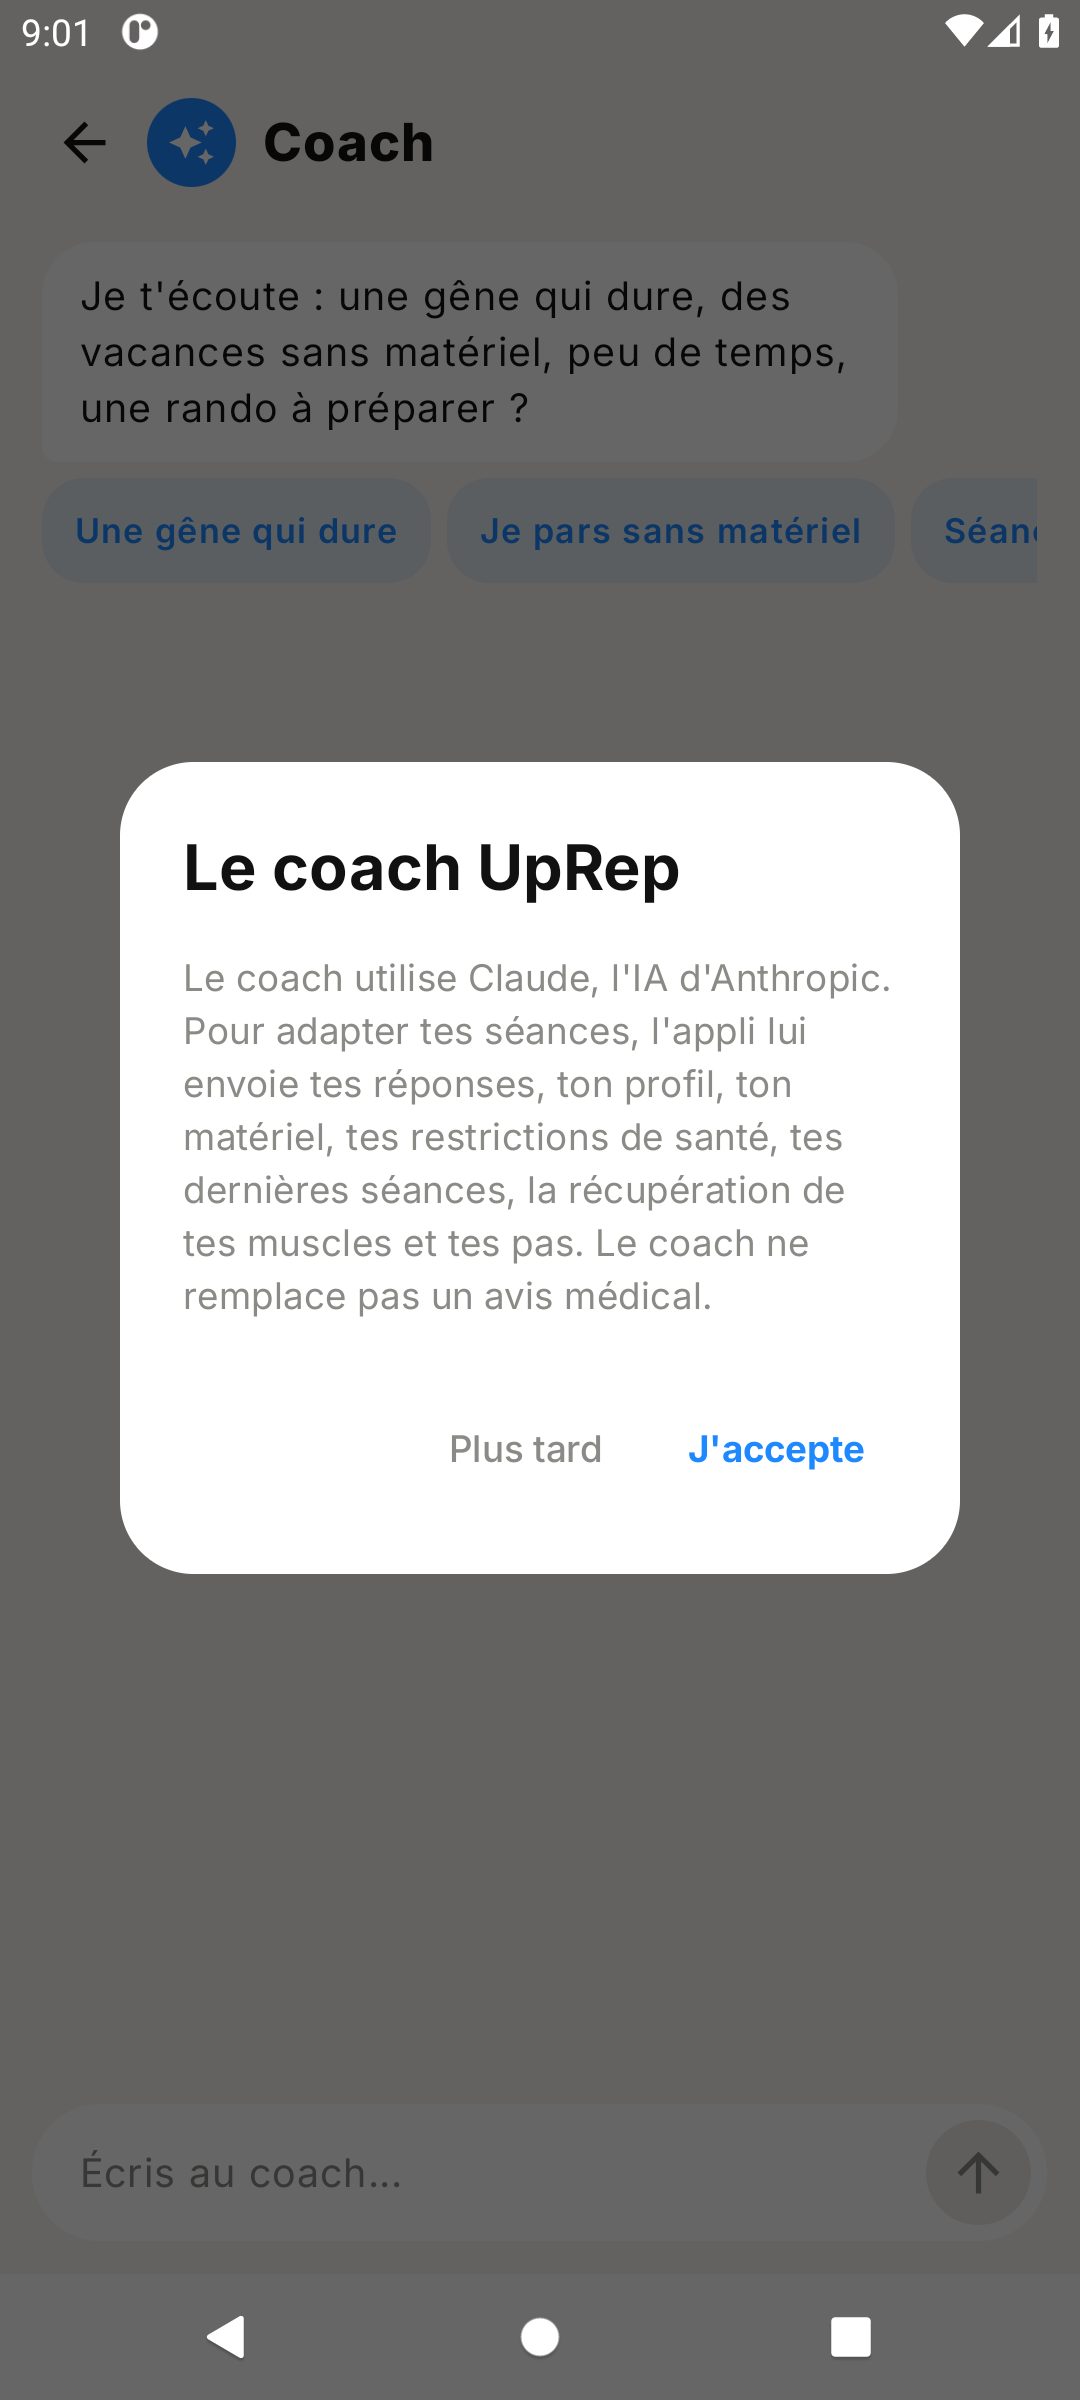 9:01
Coach
Je t'écoute : une gêne qui dure, des
vacances sans matériel, peu de temps,
une rando à préparer ?
Une gêne qui dure
Je pars sans matériel
Le coach UpRep
Le coach utilise Claude, l'IA d'Anthropic.
Pour adapter tes séances, l'appli lui
envoie tes réponses, ton profil, ton
matériel, tes restrictions de santé, tes
dernières séances, la récupération de
tes muscles et tes pas. Le coach ne
remplace pas un avis médical.
Plus tard
J'accepte
Écris au coach...